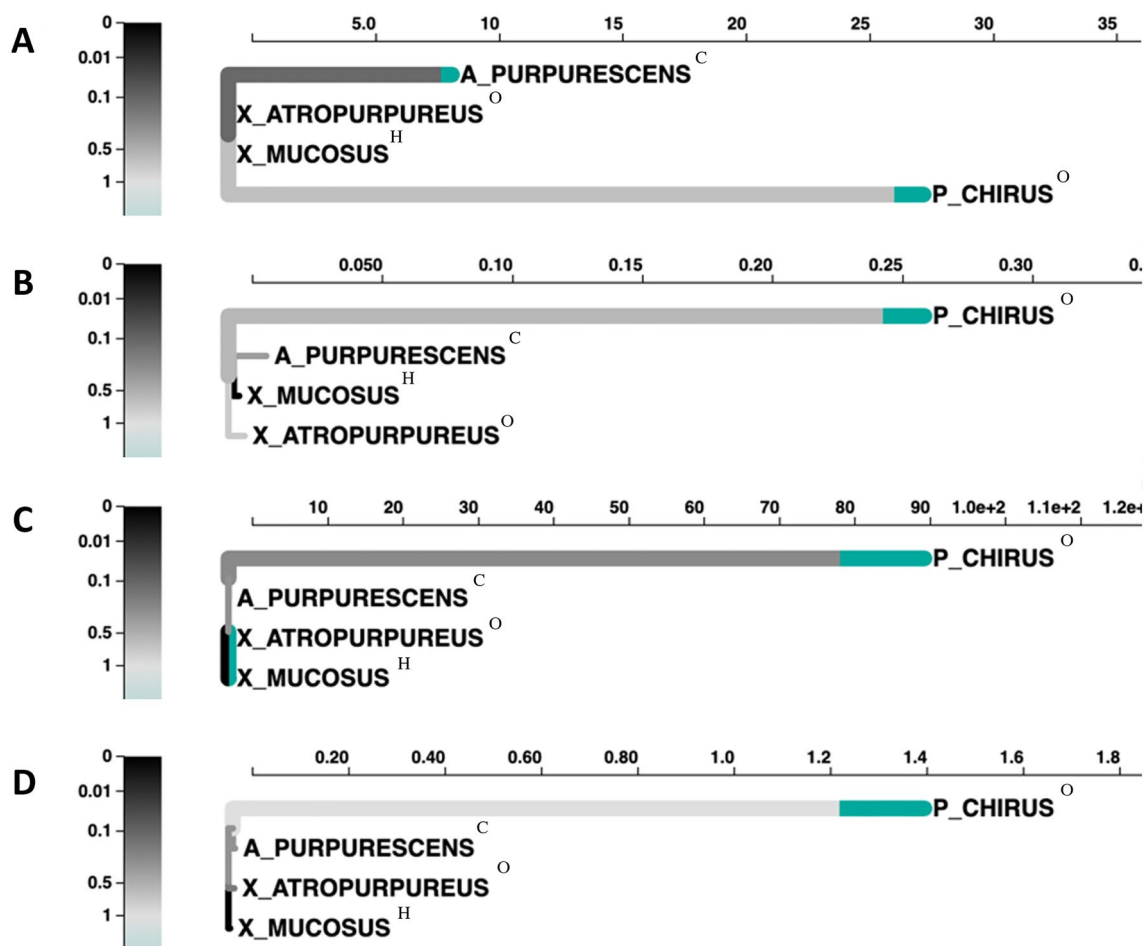 5.0 10 15 20 25 30 35
A
0
0.01
0.1
0.5
1
A_PURPURESCENS C
X_ATROPURPUREUS O
X_MUCOSUS H
P_CHIRUS O
0.050 0.10 0.15 0.20 0.25 0.30 0.
B
0
0.01
0.1
0.5
1
P_CHIRUS O
A_PURPURESCENS C
X_MUCOSUS H
X_ATROPURPUREUS O
10 20 30 40 50 60 70 80 90 1.0e+2 1.1e+2 1.2e+
C
0
0.01
0.1
0.5
1
P_CHIRUS O
A_PURPURESCENS C
X_ATROPURPUREUS O
X_MUCOSUS H
0.20 0.40 0.60 0.80 1.0 1.2 1.4 1.6 1.8
D
0
0.01
0.1
0.5
1
P_CHIRUS O
A_PURPURESCENS C
X_ATROPURPUREUS O
X_MUCOSUS H